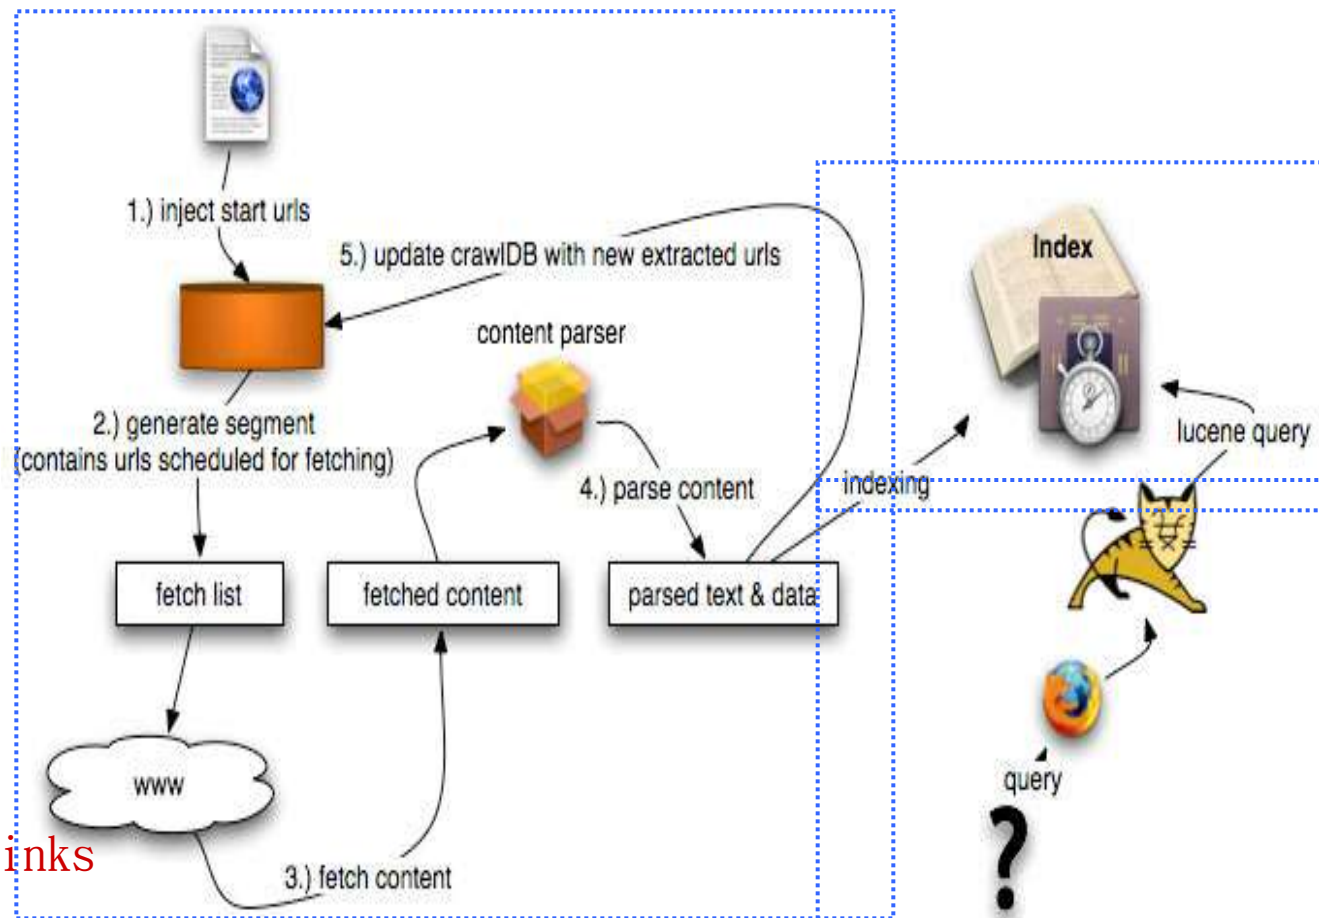 1.) inject start urls
5.) update crawlDB with new extracted urls
Index
content parser
2.) generate segment
(contains urls scheduled for fetching)
lucene query
4.) parse content
indexing
fetch list
fetched content
parsed text & data
www
query
inks
3.) fetch content
?